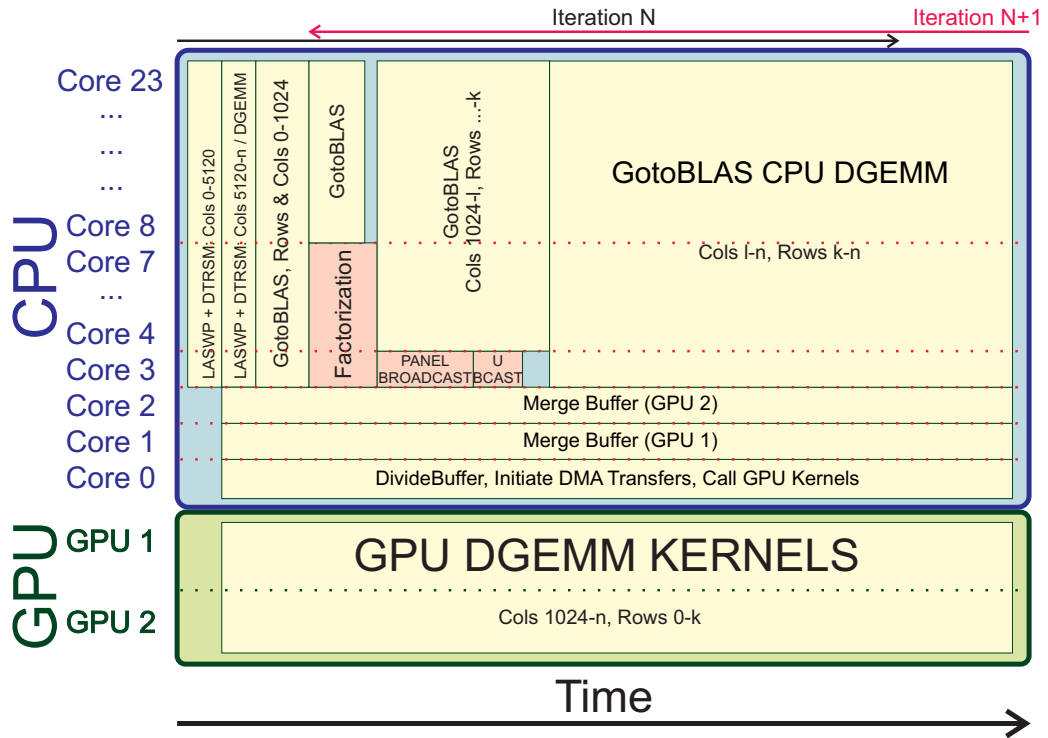 Iteration N
Iteration N+1
CPU
Core 23
...
...
...
Core 8
Core 7
...
Core 4
Core 3
Core 2
Core 1
Core 0
LASWP + DTRSM: Cols 0-5120
LASWP + DTRSM: Cols 5120-n / DGEMM
GotoBLAS, Rows & Cols 0-1024
GotoBLAS
Factorization
GotoBLAS
Cols 1024-l, Rows ...-k
PANEL
BROADCAST
U
BCAST
GotoBLAS CPU DGEMM
Cols l-n, Rows k-n
Merge Buffer (GPU 2)
Merge Buffer (GPU 1)
DivideBuffer, Initiate DMA Transfers, Call GPU Kernels
GPU
GPU 1
GPU 2
GPU DGEMM KERNELS
Cols 1024-n, Rows 0-k
Time